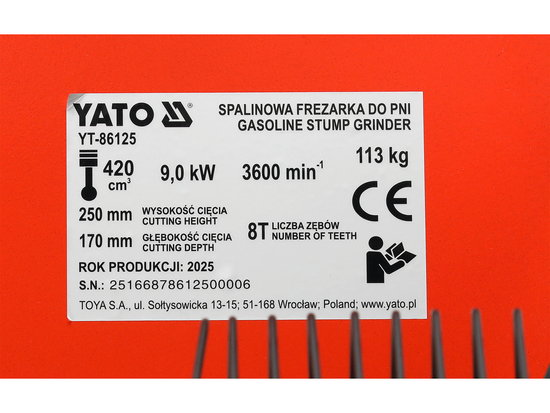 YATO ®
SPALINOWA FREZARKA DO PNI
GASOLINE STUMP GRINDER
YT-86125
420 cm³
9,0 kW
3600 min⁻¹
113 kg
250 mm WYSOKOŚĆ CIĘCIA
CUTTING HEIGHT
170 mm GŁĘBOKOŚĆ CIĘCIA
CUTTING DEPTH
8T LICZBA ZĘBÓW
NUMBER OF TEETH
CE
ROK PRODUKCJI: 2025
S.N.: 25166878612500006
TOYA S.A., ul. Sołtysowicka 13-15; 51-168 Wrocław; Poland; www.yato.pl